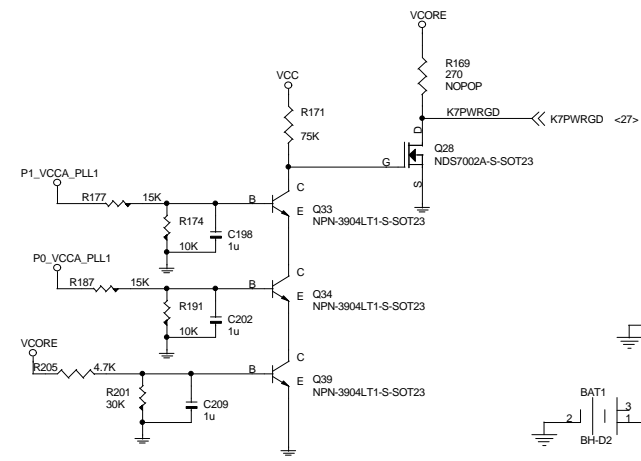 VCORE
R169
270
NOPOP
VCC
R171
75K
K7PWRGD
K7PWRGD <27>
D
Q28
NDS7002A-S-SOT23
G
S
P1_VCCA_PLL1
R177
15K
B
C
E
Q33
NPN-3904LT1-S-SOT23
R174
10K
C198
1u
P0_VCCA_PLL1
R187
15K
B
C
E
Q34
NPN-3904LT1-S-SOT23
R191
10K
C202
1u
VCORE
R205
4.7K
B
C
E
Q39
NPN-3904LT1-S-SOT23
R201
30K
C209
1u
BAT1
2
3
1
BH-D2